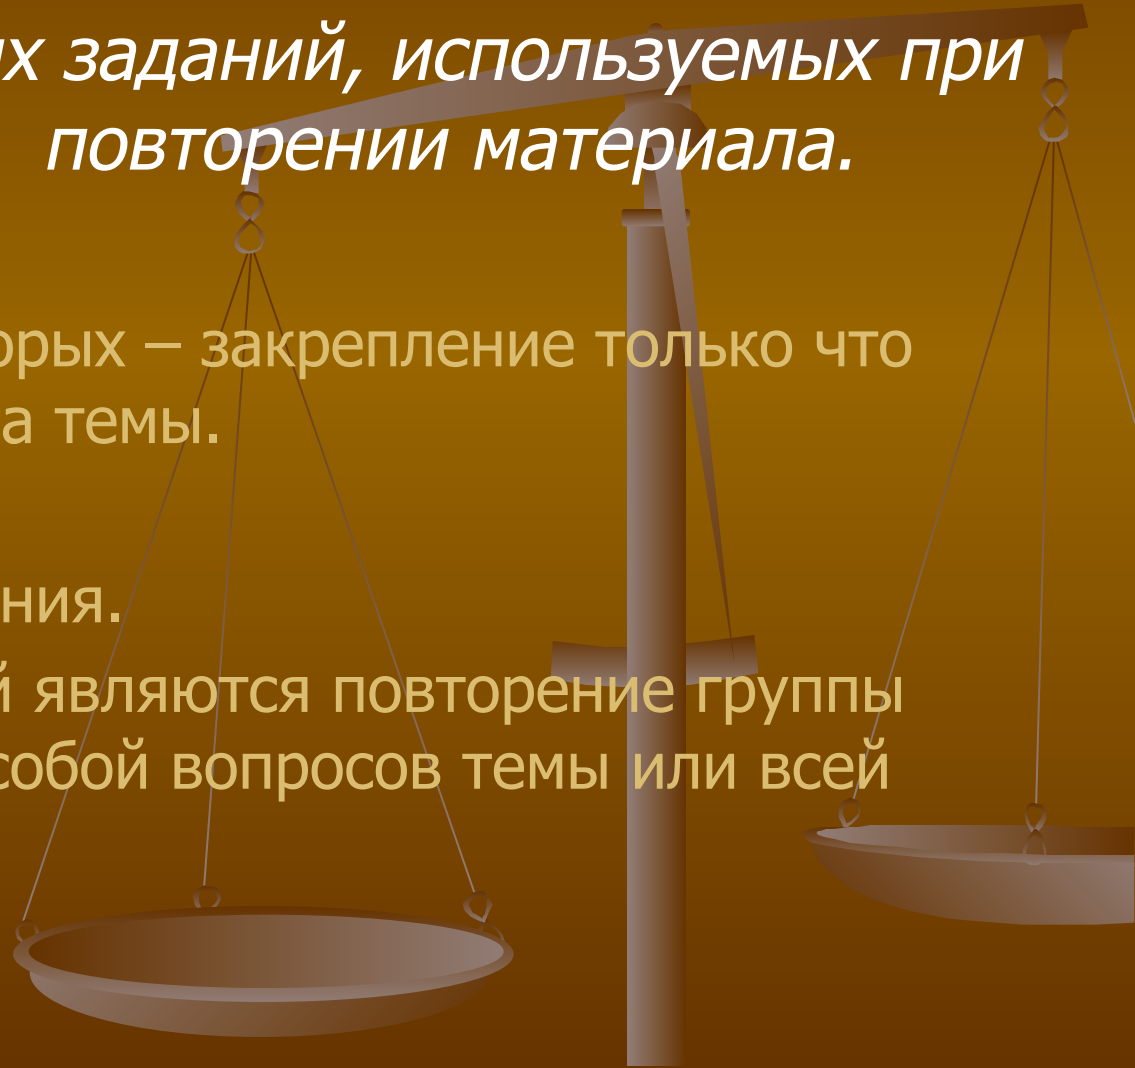 х заданий, используемых при
повторении материала.
орых – закрепление только что
а темы.
ния.
й являются повторение группы
собой вопросов темы или всей